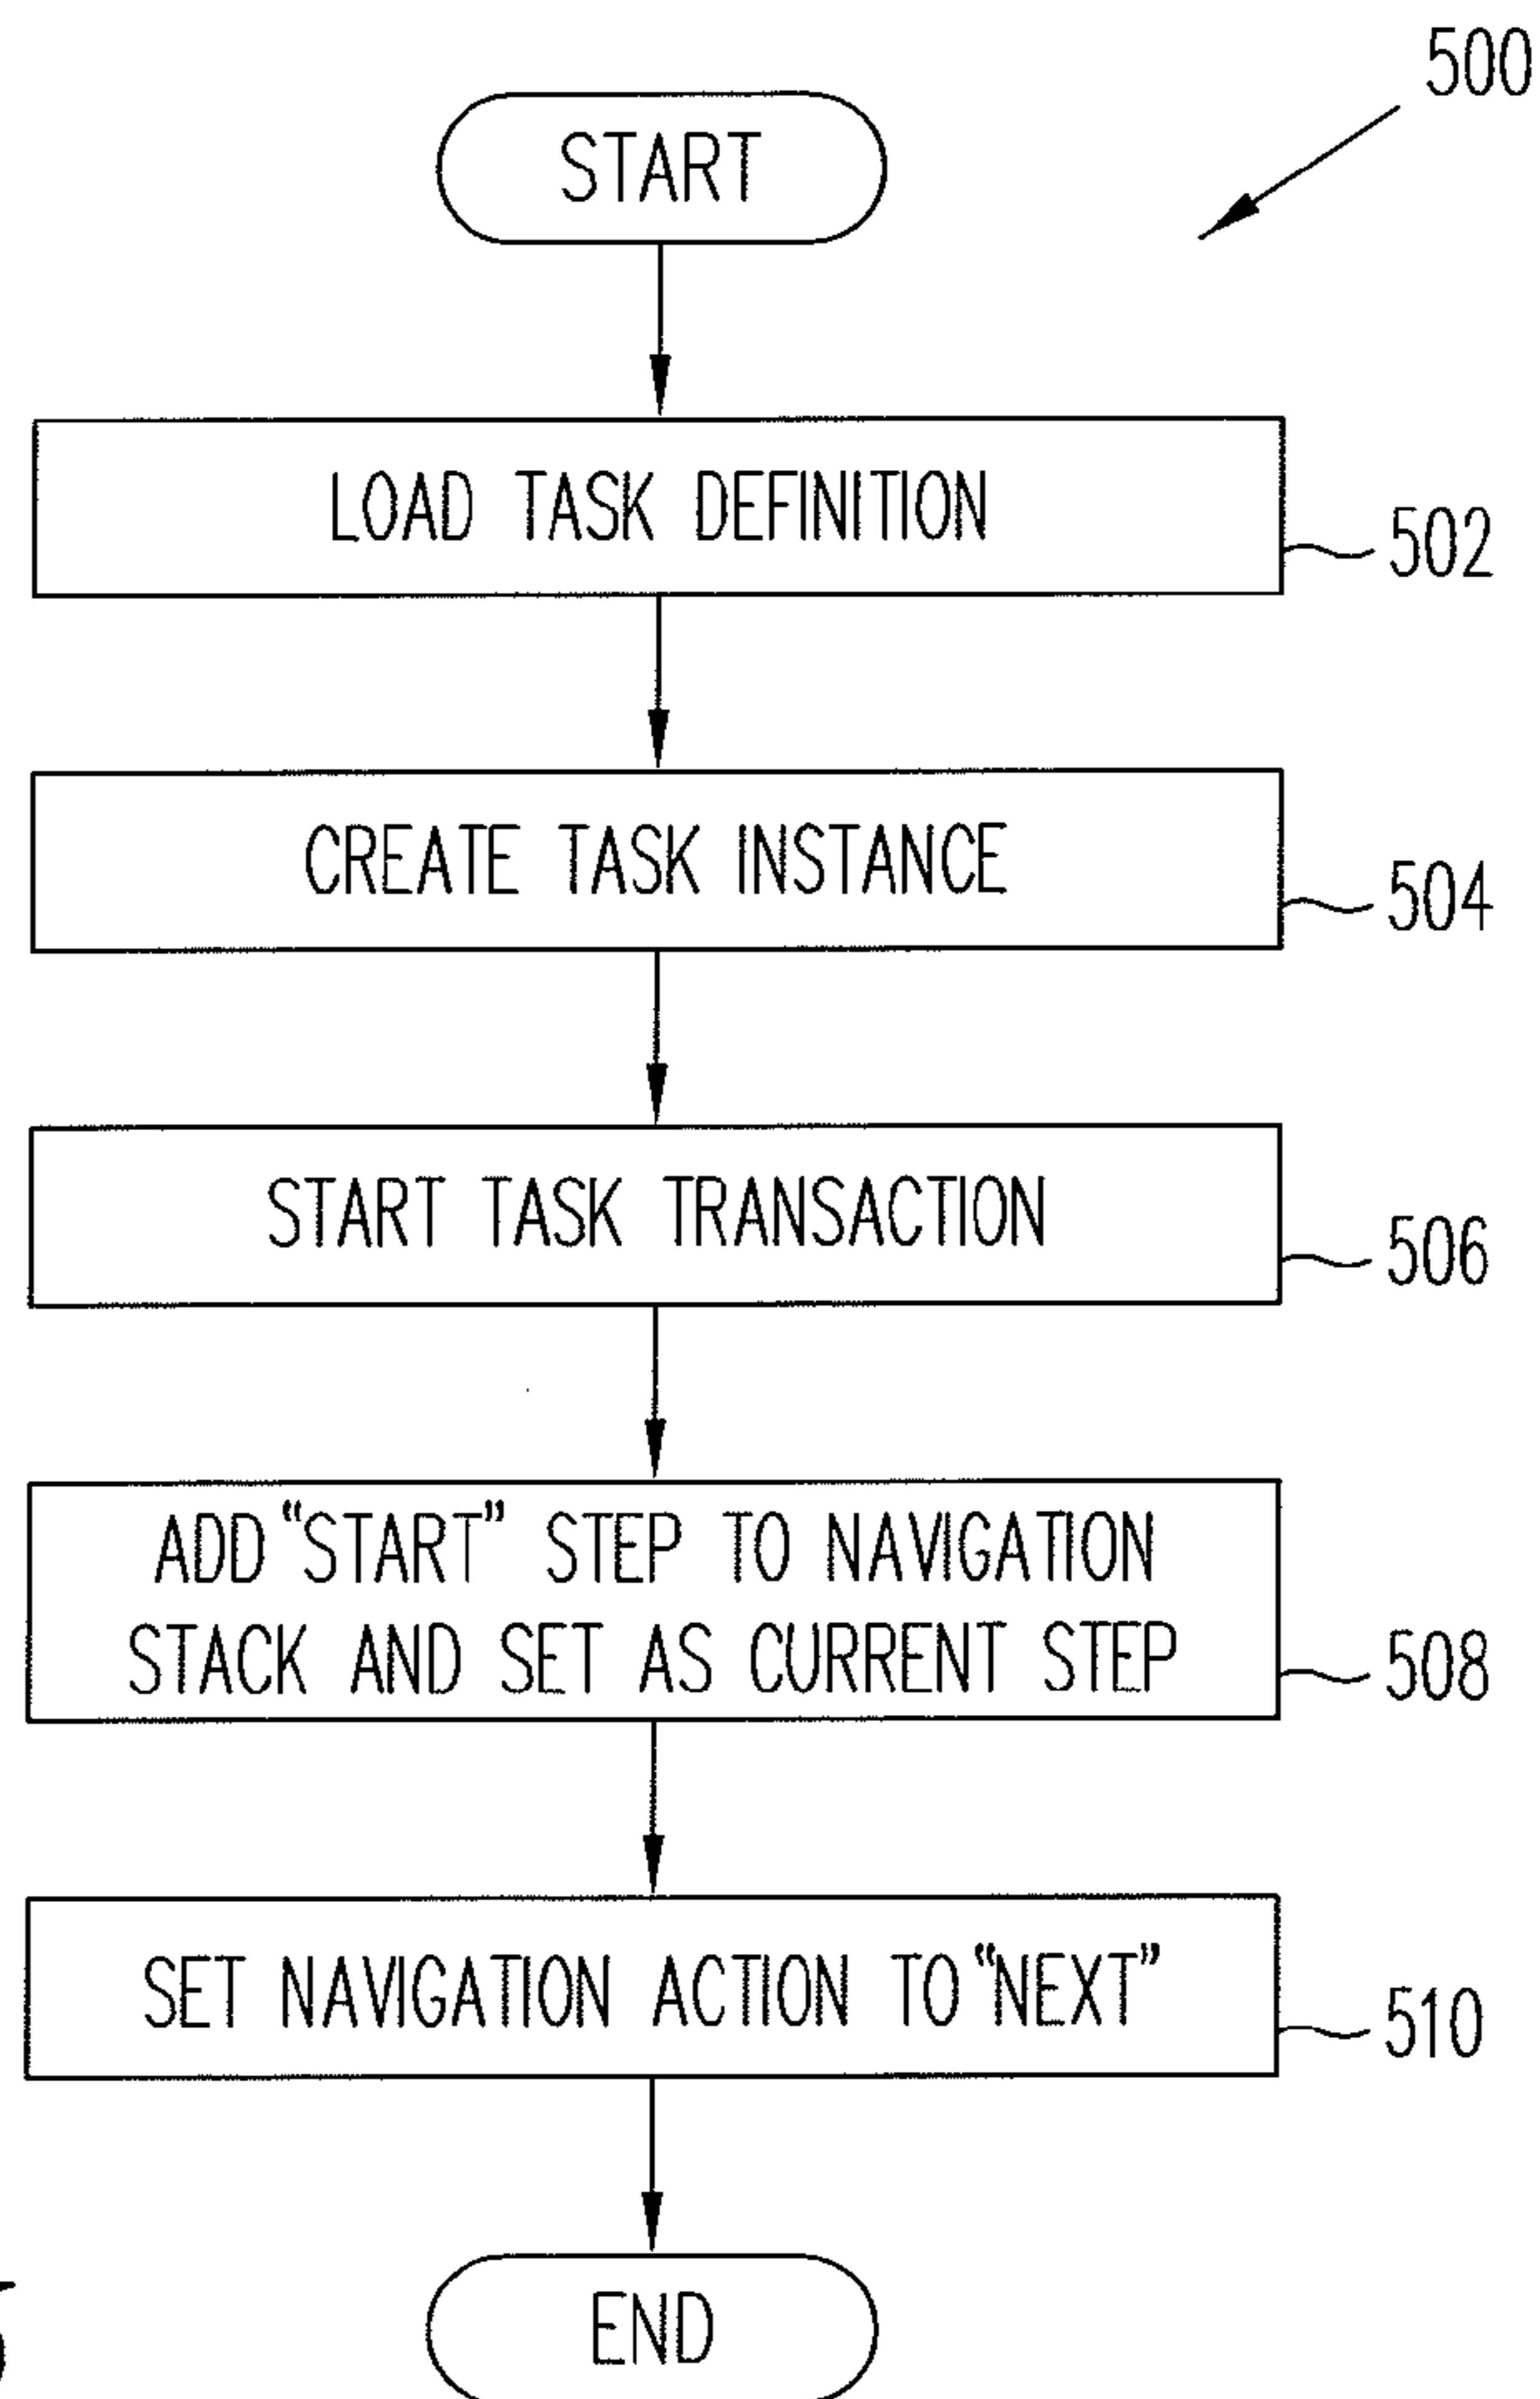 500
START
LOAD TASK DEFINITION
502
CREATE TASK INSTANCE
504
START TASK TRANSACTION
506
ADD "START" STEP TO NAVIGATION
STACK AND SET AS CURRENT STEP
508
SET NAVIGATION ACTION TO "NEXT"
510
END